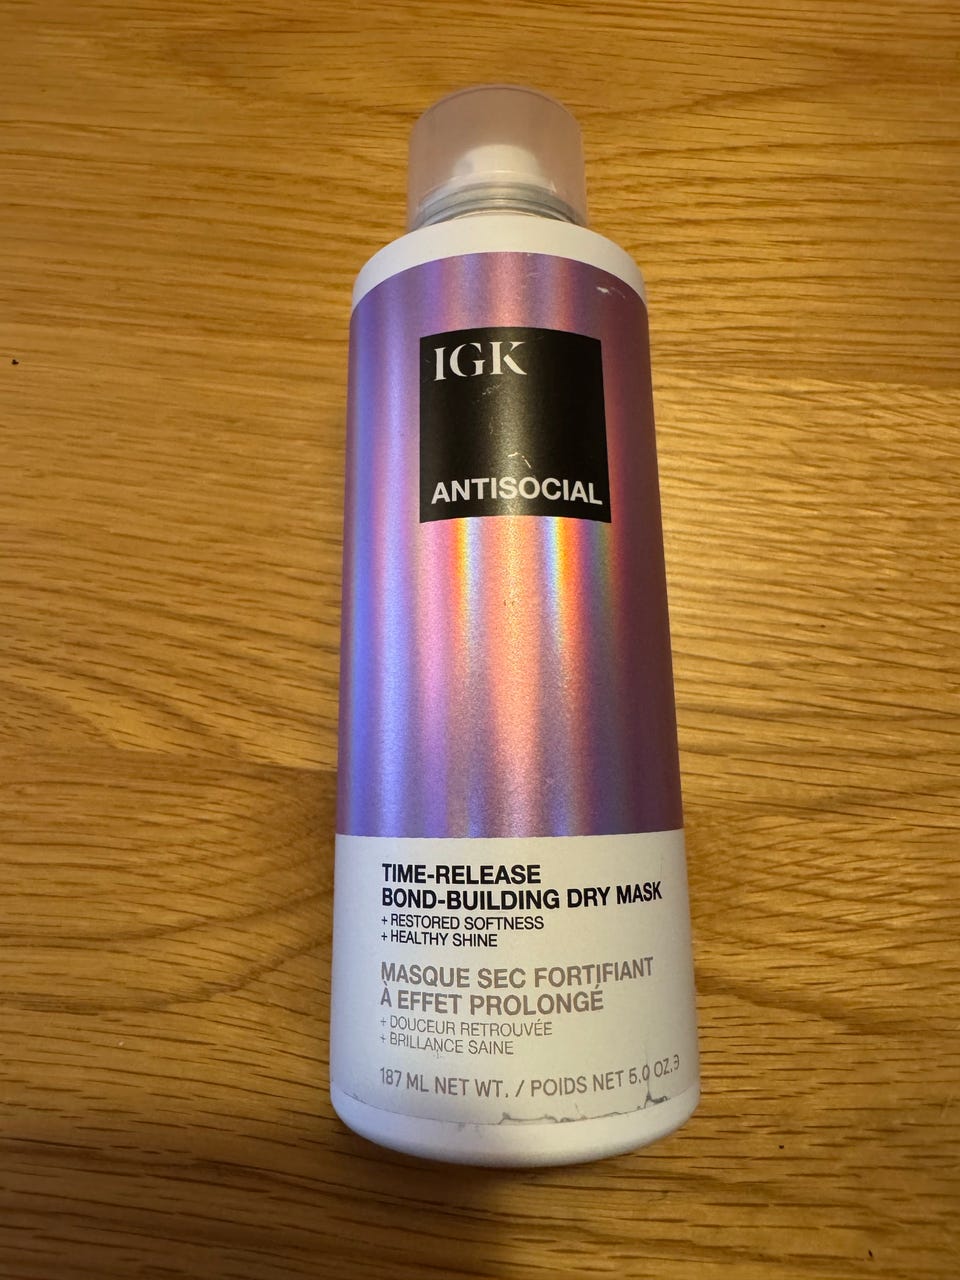 IGK
ANTISOCIAL
TIME-RELEASE
BOND-BUILDING DRY MASK
+ RESTORED SOFTNESS
+ HEALTHY SHINE
MASQUE SEC FORTIFIANT
À EFFET PROLONGÉ
+ DOUCEUR RETROUVÉE
+ BRILLANCE SAINE
187 ML NET WT. / POIDS NET 5.0 OZ.